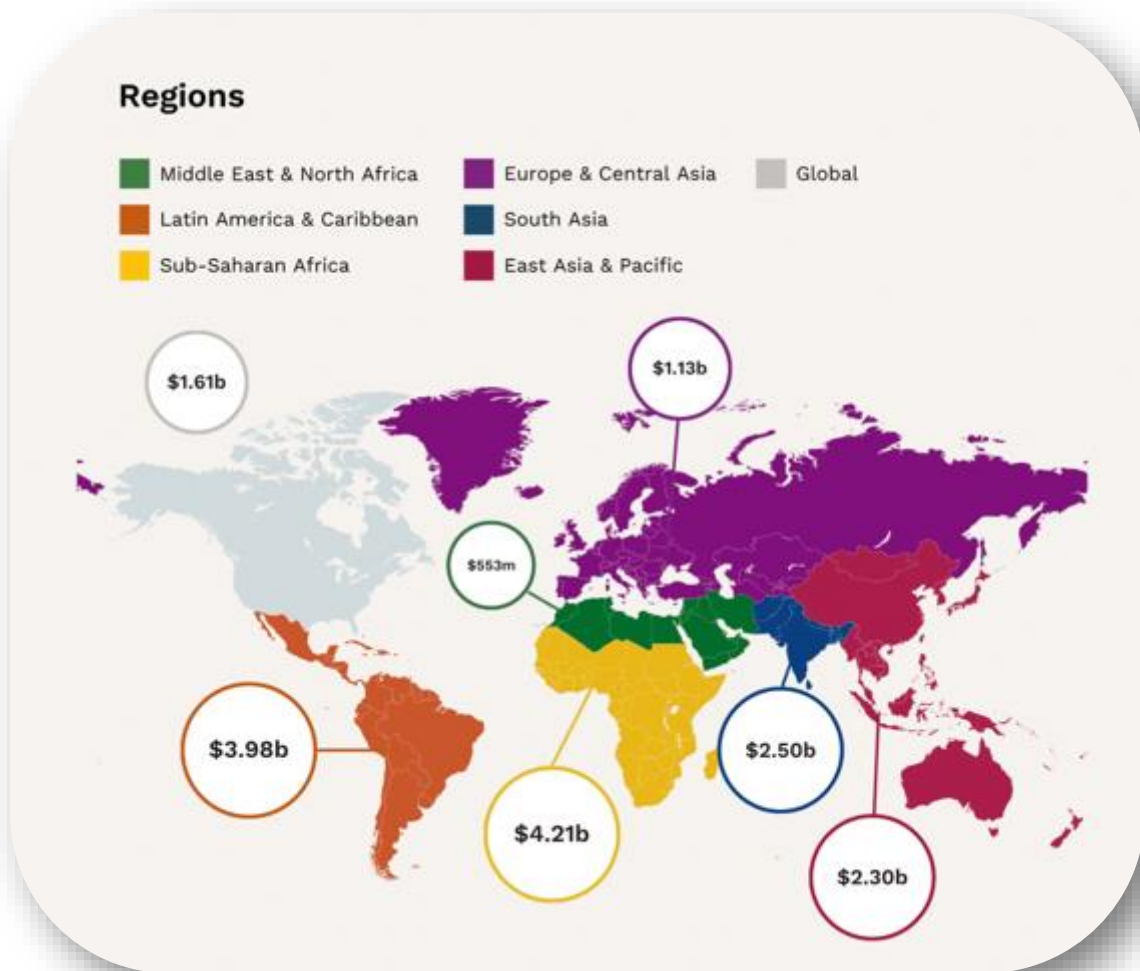 Regions
Middle East & North Africa
Europe & Central Asia
Global
Latin America & Caribbean
South Asia
Sub-Saharan Africa
East Asia & Pacific
$1.61b
$1.13b
$553m
$3.98b
$2.50b
$4.21b
$2.30b